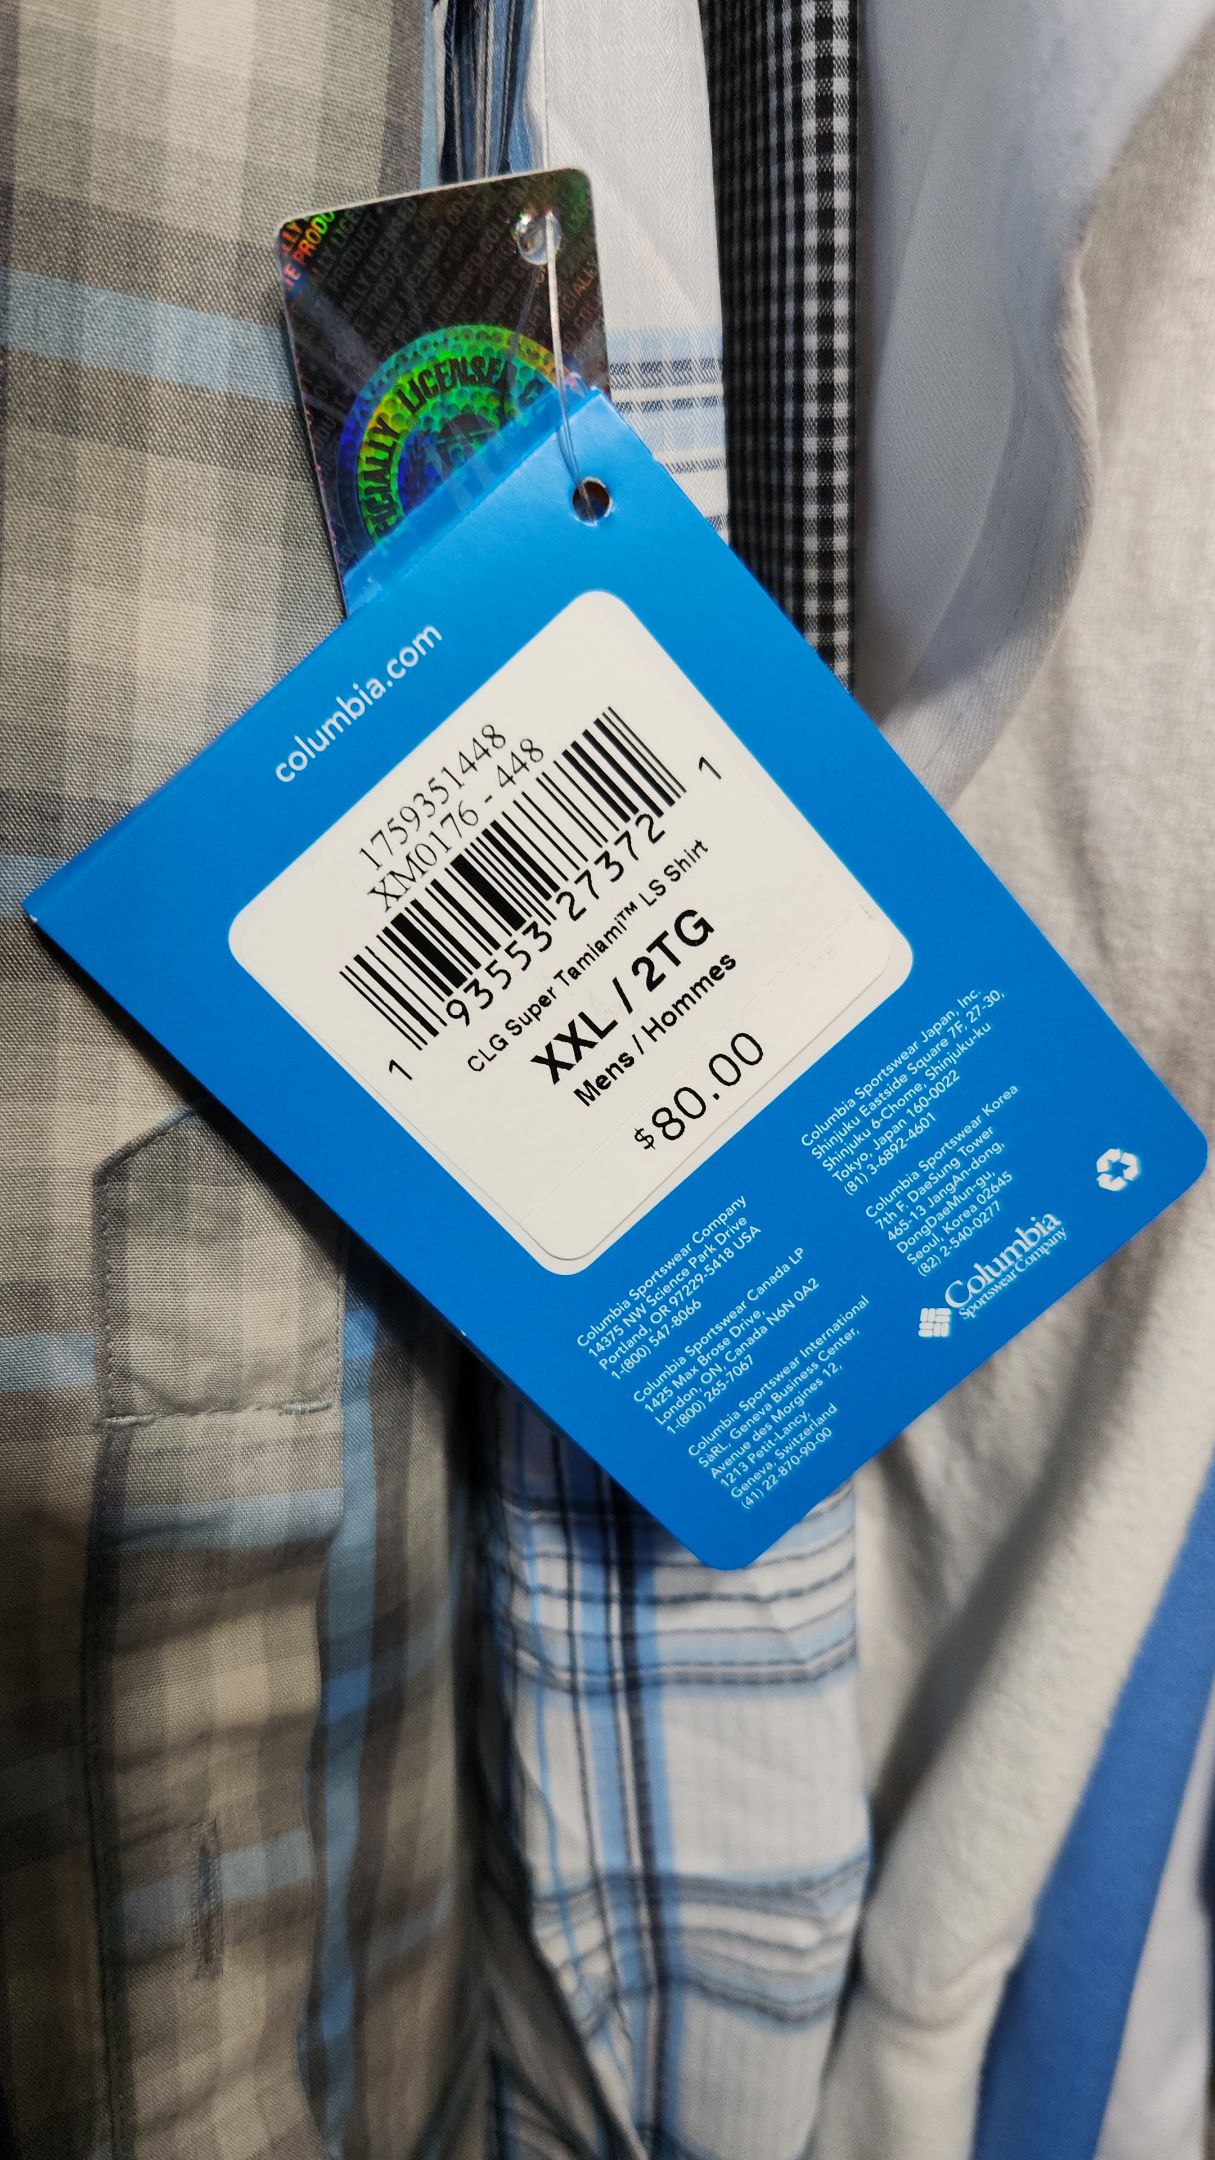 OFFICIALLY LICENSED
columbia.com
1759351448
XM0176 - 448
1 93553 27372 1
CLG Super Tamiami™ LS Shirt
XXL / 2TG
Mens / Hommes
$80.00
Columbia Sportswear Company
14375 NW Science Park Drive
Portland, OR 97229-5418 USA
1-(800) 547-8066
Columbia Sportswear Canada LP
1425 Max Brose Drive,
London, ON, Canada N6N 0A2
1-(800) 265-7067
Columbia Sportswear International
SaRL, Geneva Business Center,
Avenue des Morgines 12,
1213 Petit-Lancy,
Geneva, Switzerland
(41) 22-870-90-00
Columbia Sportswear Japan, Inc.
Shinjuku Eastside Square 7F, 27-30,
Shinjuku 6-Chome, Shinjuku-ku
Tokyo, Japan 160-0022
(81) 3-6892-4601
Columbia Sportswear Korea
7th F. DaeSung Tower
465-13 JangAn-dong,
DongDaeMun-gu,
Seoul, Korea 02645
(82) 2-540-0277
Columbia
Sportswear Company